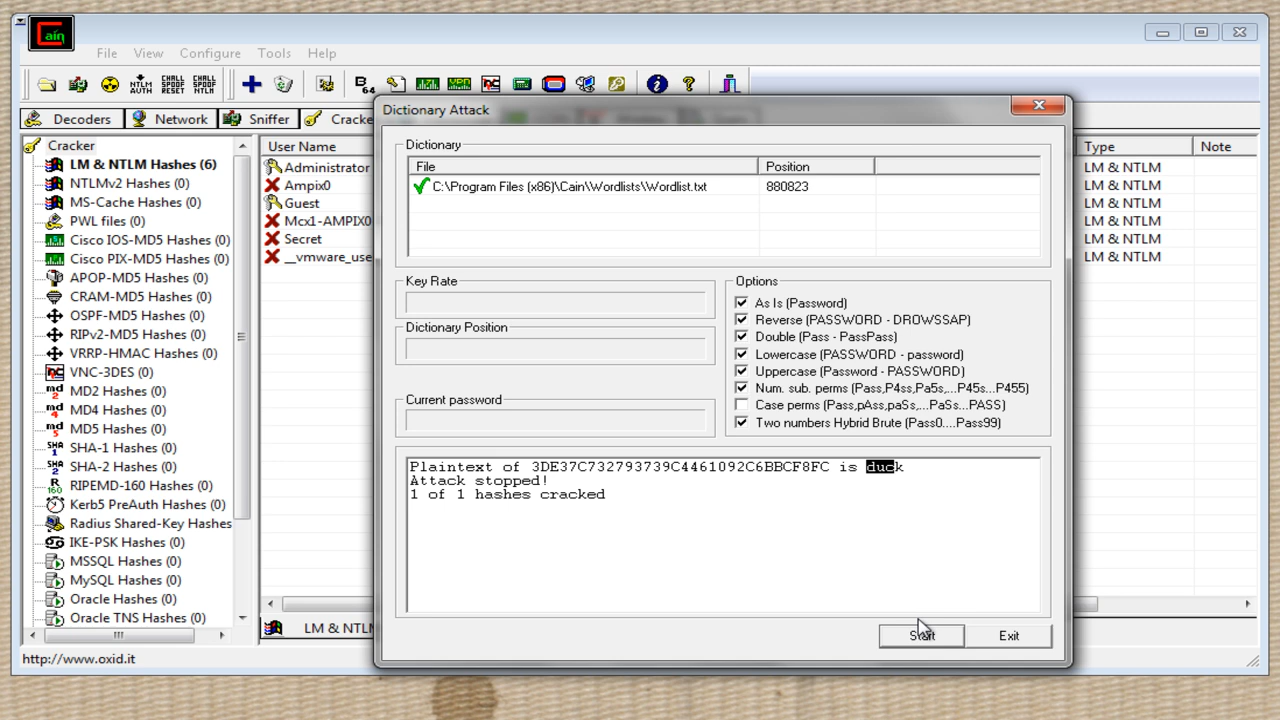 Cain
File View Configure Tools Help
NTLM AUTH CHALL SPOOF RESET CHALL SPOOF NTLM B 64
Decoders Network Sniffer Cracke
Cracker
LM & NTLM Hashes (6)
NTLMv2 Hashes (0)
MS-Cache Hashes (0)
PWL files (0)
Cisco IOS-MD5 Hashes (0)
Cisco PIX-MD5 Hashes (0)
APOP-MD5 Hashes (0)
CRAM-MD5 Hashes (0)
OSPF-MD5 Hashes (0)
RIPv2-MD5 Hashes (0)
VRRP-HMAC Hashes (0)
VNC-3DES (0)
MD2 Hashes (0)
MD4 Hashes (0)
MD5 Hashes (0)
SHA-1 Hashes (0)
SHA-2 Hashes (0)
RIPEMD-160 Hashes (0)
Kerb5 PreAuth Hashes (0)
Radius Shared-Key Hashes
IKE-PSK Hashes (0)
MSSQL Hashes (0)
MySQL Hashes (0)
Oracle Hashes (0)
Oracle TNS Hashes (0)
User Name
Administrator
Ampix0
Guest
Mcx1-AMPIX0
Secret
__vmware_use
LM & NTL
Dictionary Attack
Dictionary
File Position
C:\Program Files (x86)\Cain\Wordlists\Wordlist.txt 880823
Key Rate
Dictionary Position
Current password
Options
As Is (Password)
Reverse (PASSWORD - DROWSSAP)
Double (Pass - PassPass)
Lowercase (PASSWORD - password)
Uppercase (Password - PASSWORD)
Num. sub. perms (Pass,P4ss,Pa5s,...P45s...P455)
Case perms (Pass,pAss,paSs,...PaSs...PASS)
Two numbers Hybrid Brute (Pass0....Pass99)
Plaintext of 3DE37C732793739C4461092C6BBCF8FC is duck
Attack stopped!
1 of 1 hashes cracked
Start Exit
Type Note
LM & NTLM
LM & NTLM
LM & NTLM
LM & NTLM
LM & NTLM
LM & NTLM
http://www.oxid.it